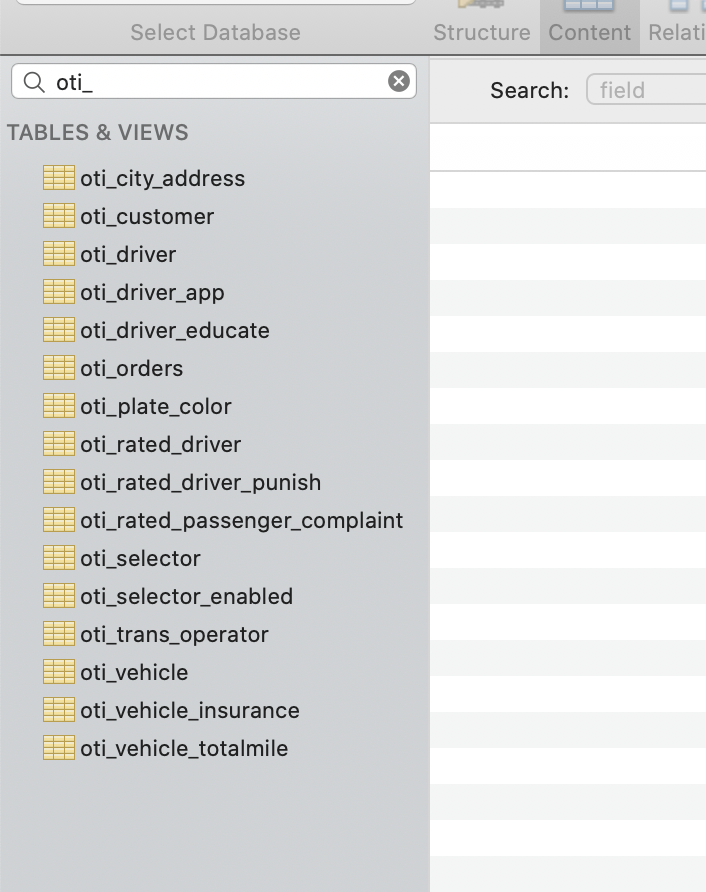 Select Database
Structure
Content
Relati
oti_
Search:
field
TABLES & VIEWS
oti_city_address
oti_customer
oti_driver
oti_driver_app
oti_driver_educate
oti_orders
oti_plate_color
oti_rated_driver
oti_rated_driver_punish
oti_rated_passenger_complaint
oti_selector
oti_selector_enabled
oti_trans_operator
oti_vehicle
oti_vehicle_insurance
oti_vehicle_totalmile